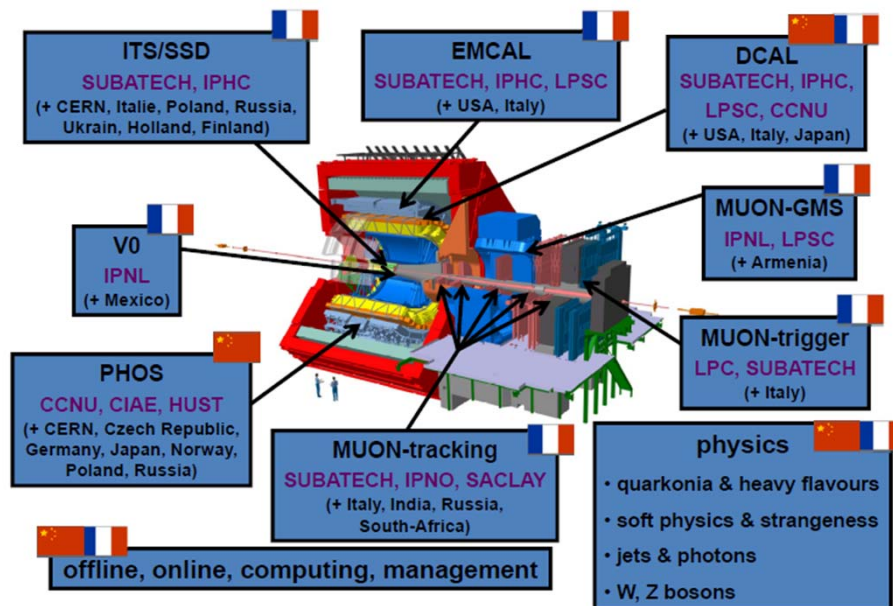 ITS/SSD
SUBATECH, IPHC
(+ CERN, Italie, Poland, Russia,
Ukrain, Holland, Finland)
EMCAL
SUBATECH, IPHC, LPSC
(+ USA, Italy)
DCAL
SUBATECH, IPHC,
LPSC, CCNU
(+ USA, Italy, Japan)
V0
IPNL
(+ Mexico)
MUON-GMS
IPNL, LPSC
(+ Armenia)
PHOS
CCNU, CIAE, HUST
(+ CERN, Czech Republic,
Germany, Japan, Norway,
Poland, Russia)
MUON-tracking
SUBATECH, IPNO, SACLAY
(+ Italy, India, Russia,
South-Africa)
MUON-trigger
LPC, SUBATECH
(+ Italy)
physics
• quarkonia & heavy flavours
• soft physics & strangeness
• jets & photons
• W, Z bosons
offline, online, computing, management